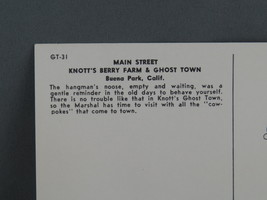 GT-31
MAIN STREET
KNOTT'S BERRY FARM & GHOST TOWN
Buena Park, Calif.
The hangman's noose, empty and waiting, was a
gentle reminder in the old days to behave yourself.
There is no trouble like that in Knott's Ghost Town,
so the Marshal has time to visit with all the "cow-
pokes" that come to town.